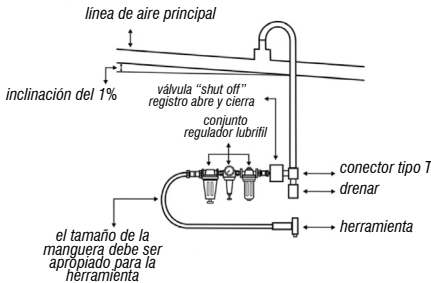 línea de aire principal
inclinación del 1%
válvula “shut off”
registro abre y cierra
conjunto
regulador lubrifil
conector tipo T
drenar
herramienta
el tamaño de la
manguera debe ser
apropiado para la
herramienta